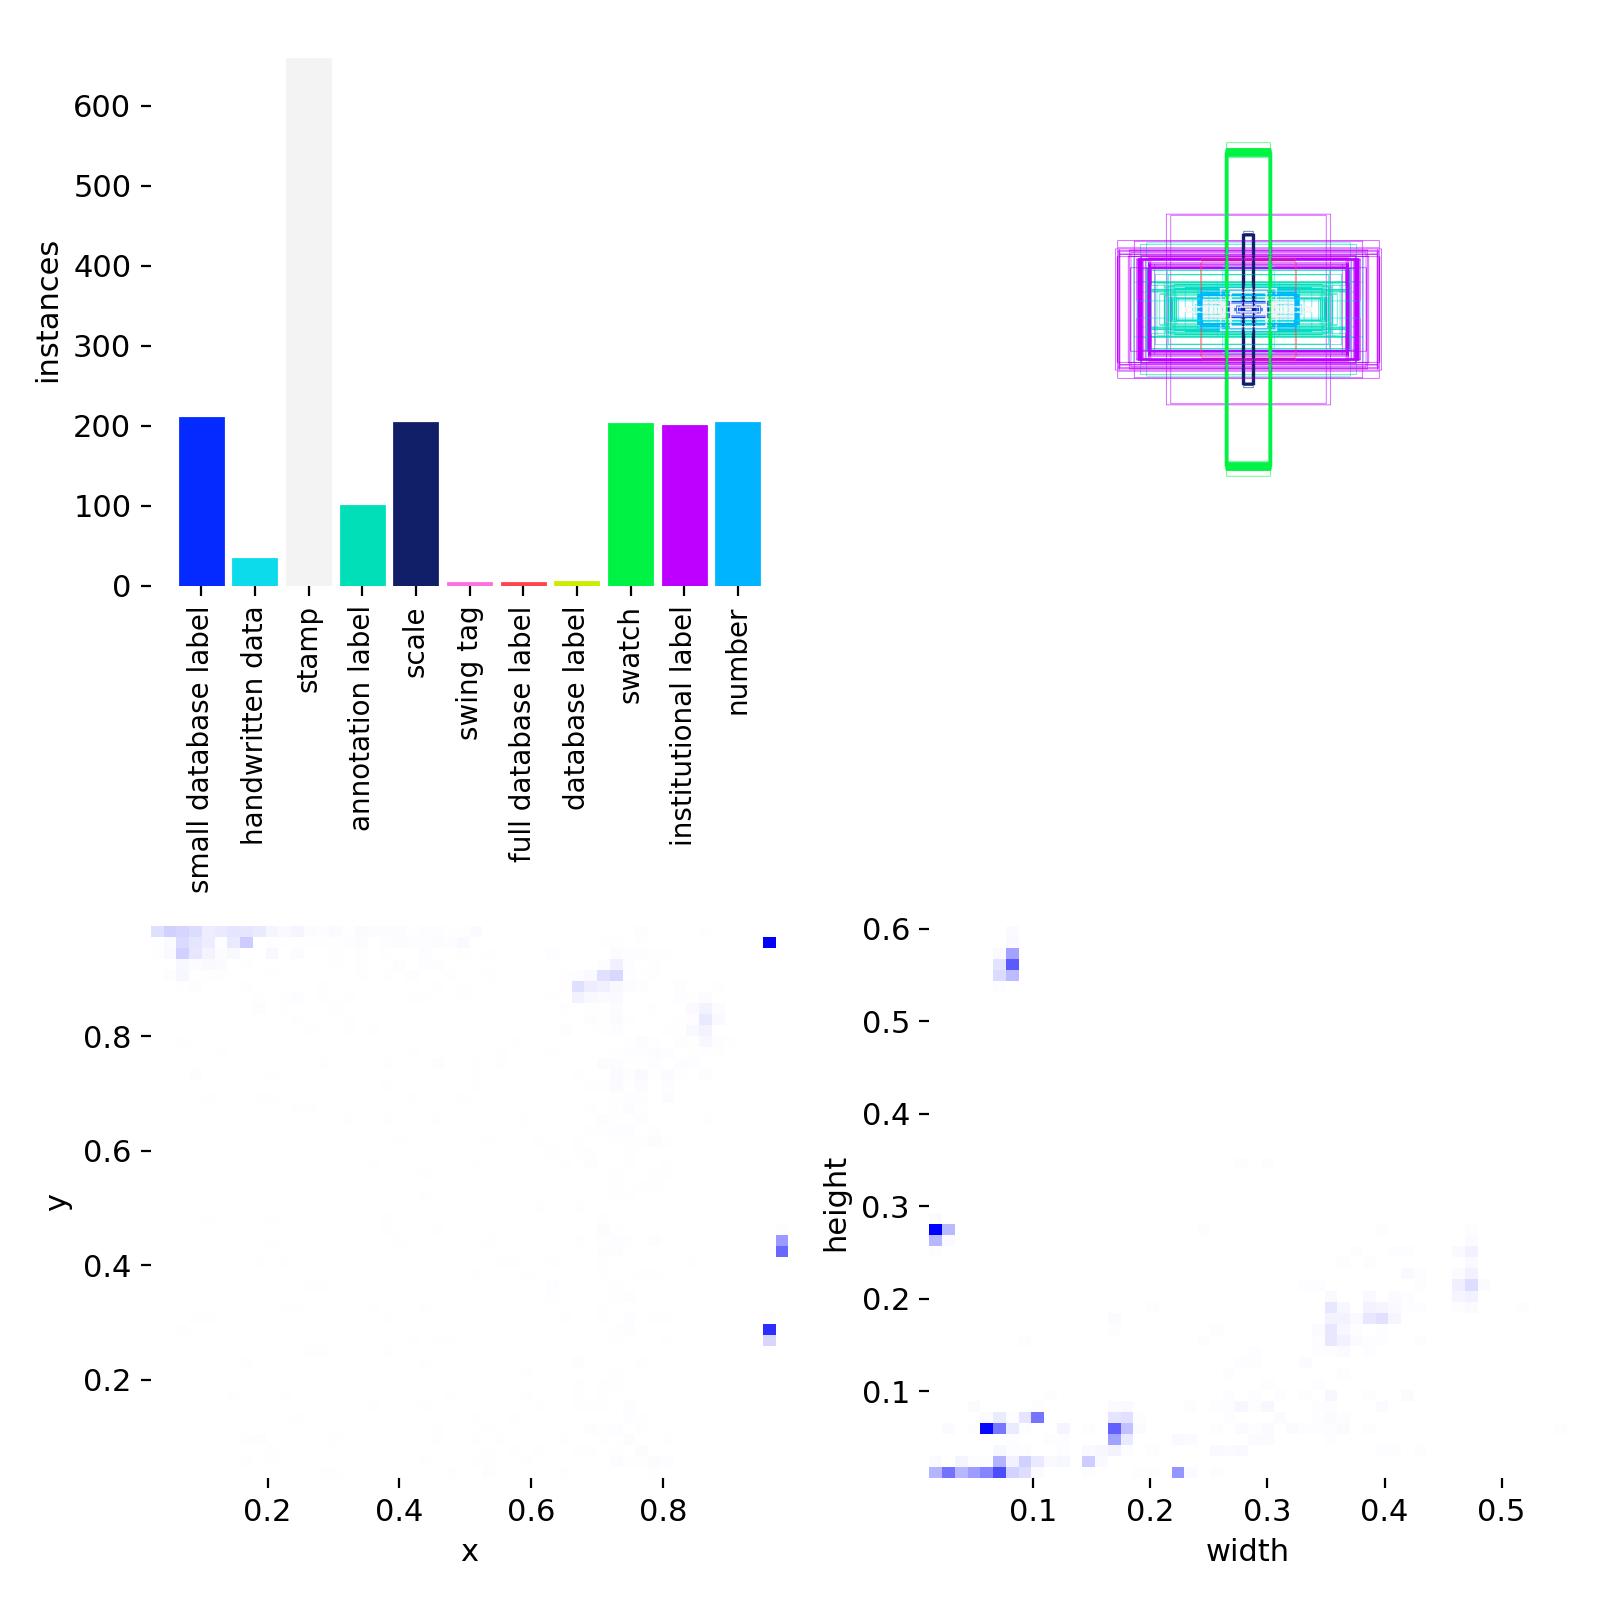 600
500
400
300
200
100
0
instances
small database label
handwritten data
stamp
annotation label
scale
swing tag
full database label
database label
swatch
institutional label
number
0.8
0.6
0.4
0.2
y
0.2 0.4 0.6 0.8
x
0.6
0.5
0.4
0.3
0.2
0.1
height
0.1 0.2 0.3 0.4 0.5
width